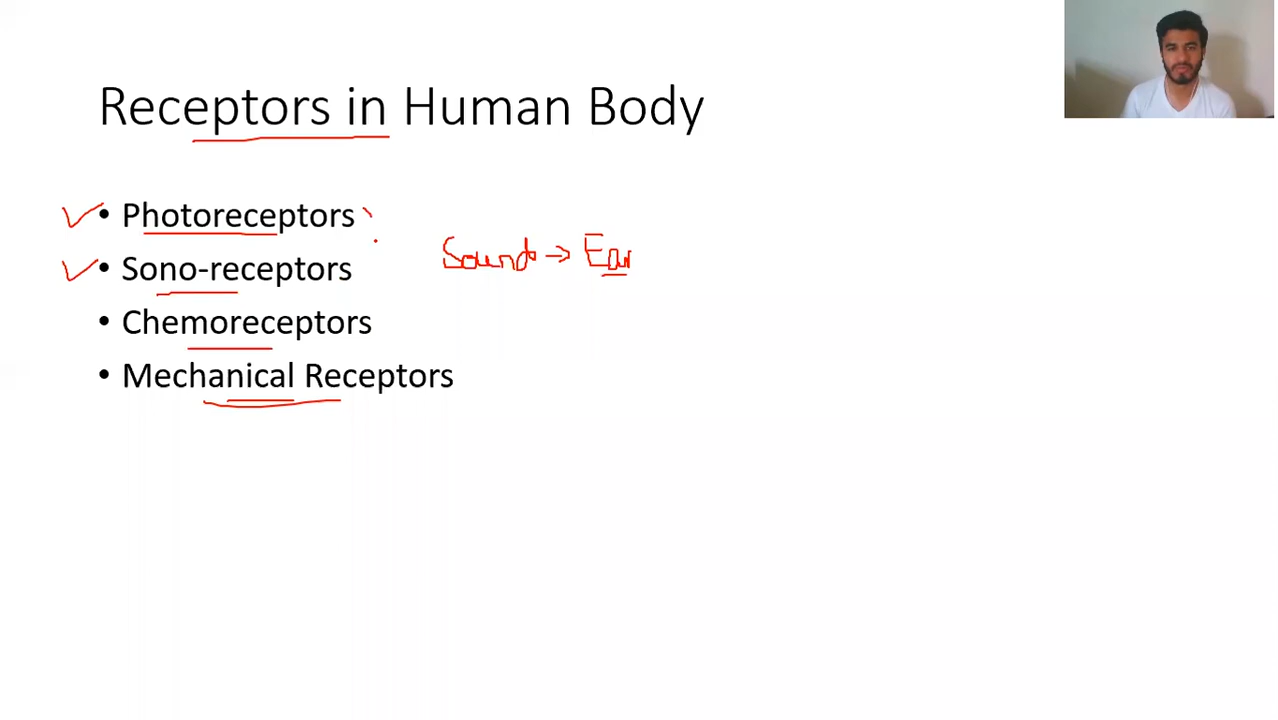 Receptors in Human Body
• Photoreceptors
• Sono-receptors
Sound → Ear
• Chemoreceptors
• Mechanical Receptors